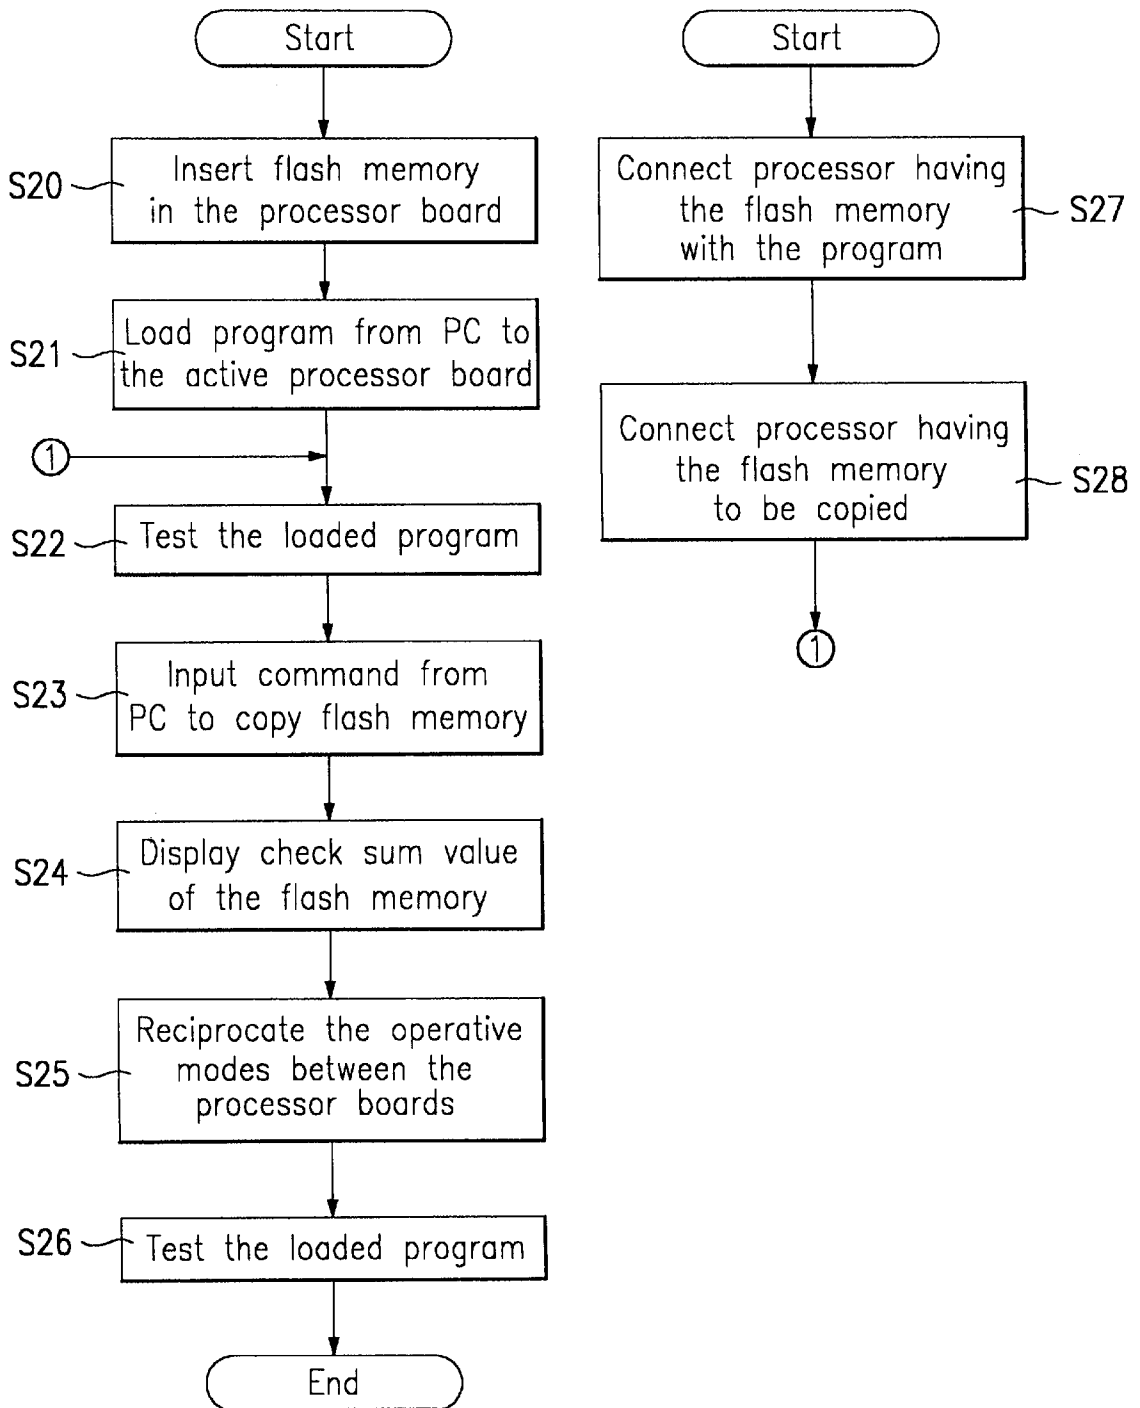 Start
S20
Insert flash memory
in the processor board
S21
Load program from PC to
the active processor board
1
S22
Test the loaded program
S23
Input command from
PC to copy flash memory
S24
Display check sum value
of the flash memory
S25
Reciprocate the operative
modes between the
processor boards
S26
Test the loaded program
End
Start
Connect processor having
the flash memory
with the program
S27
Connect processor having
the flash memory
to be copied
S28
1